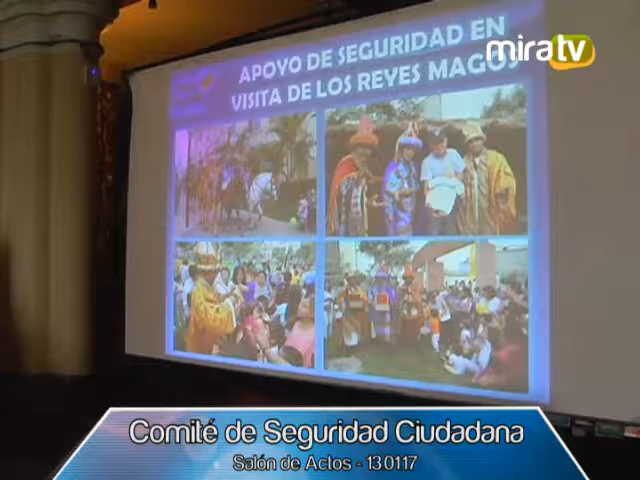 APOYO DE SEGURIDAD EN
VISITA DE LOS REYES MAGOS
miratv
Comité de Seguridad Ciudadana
Salón de Actos - 130117